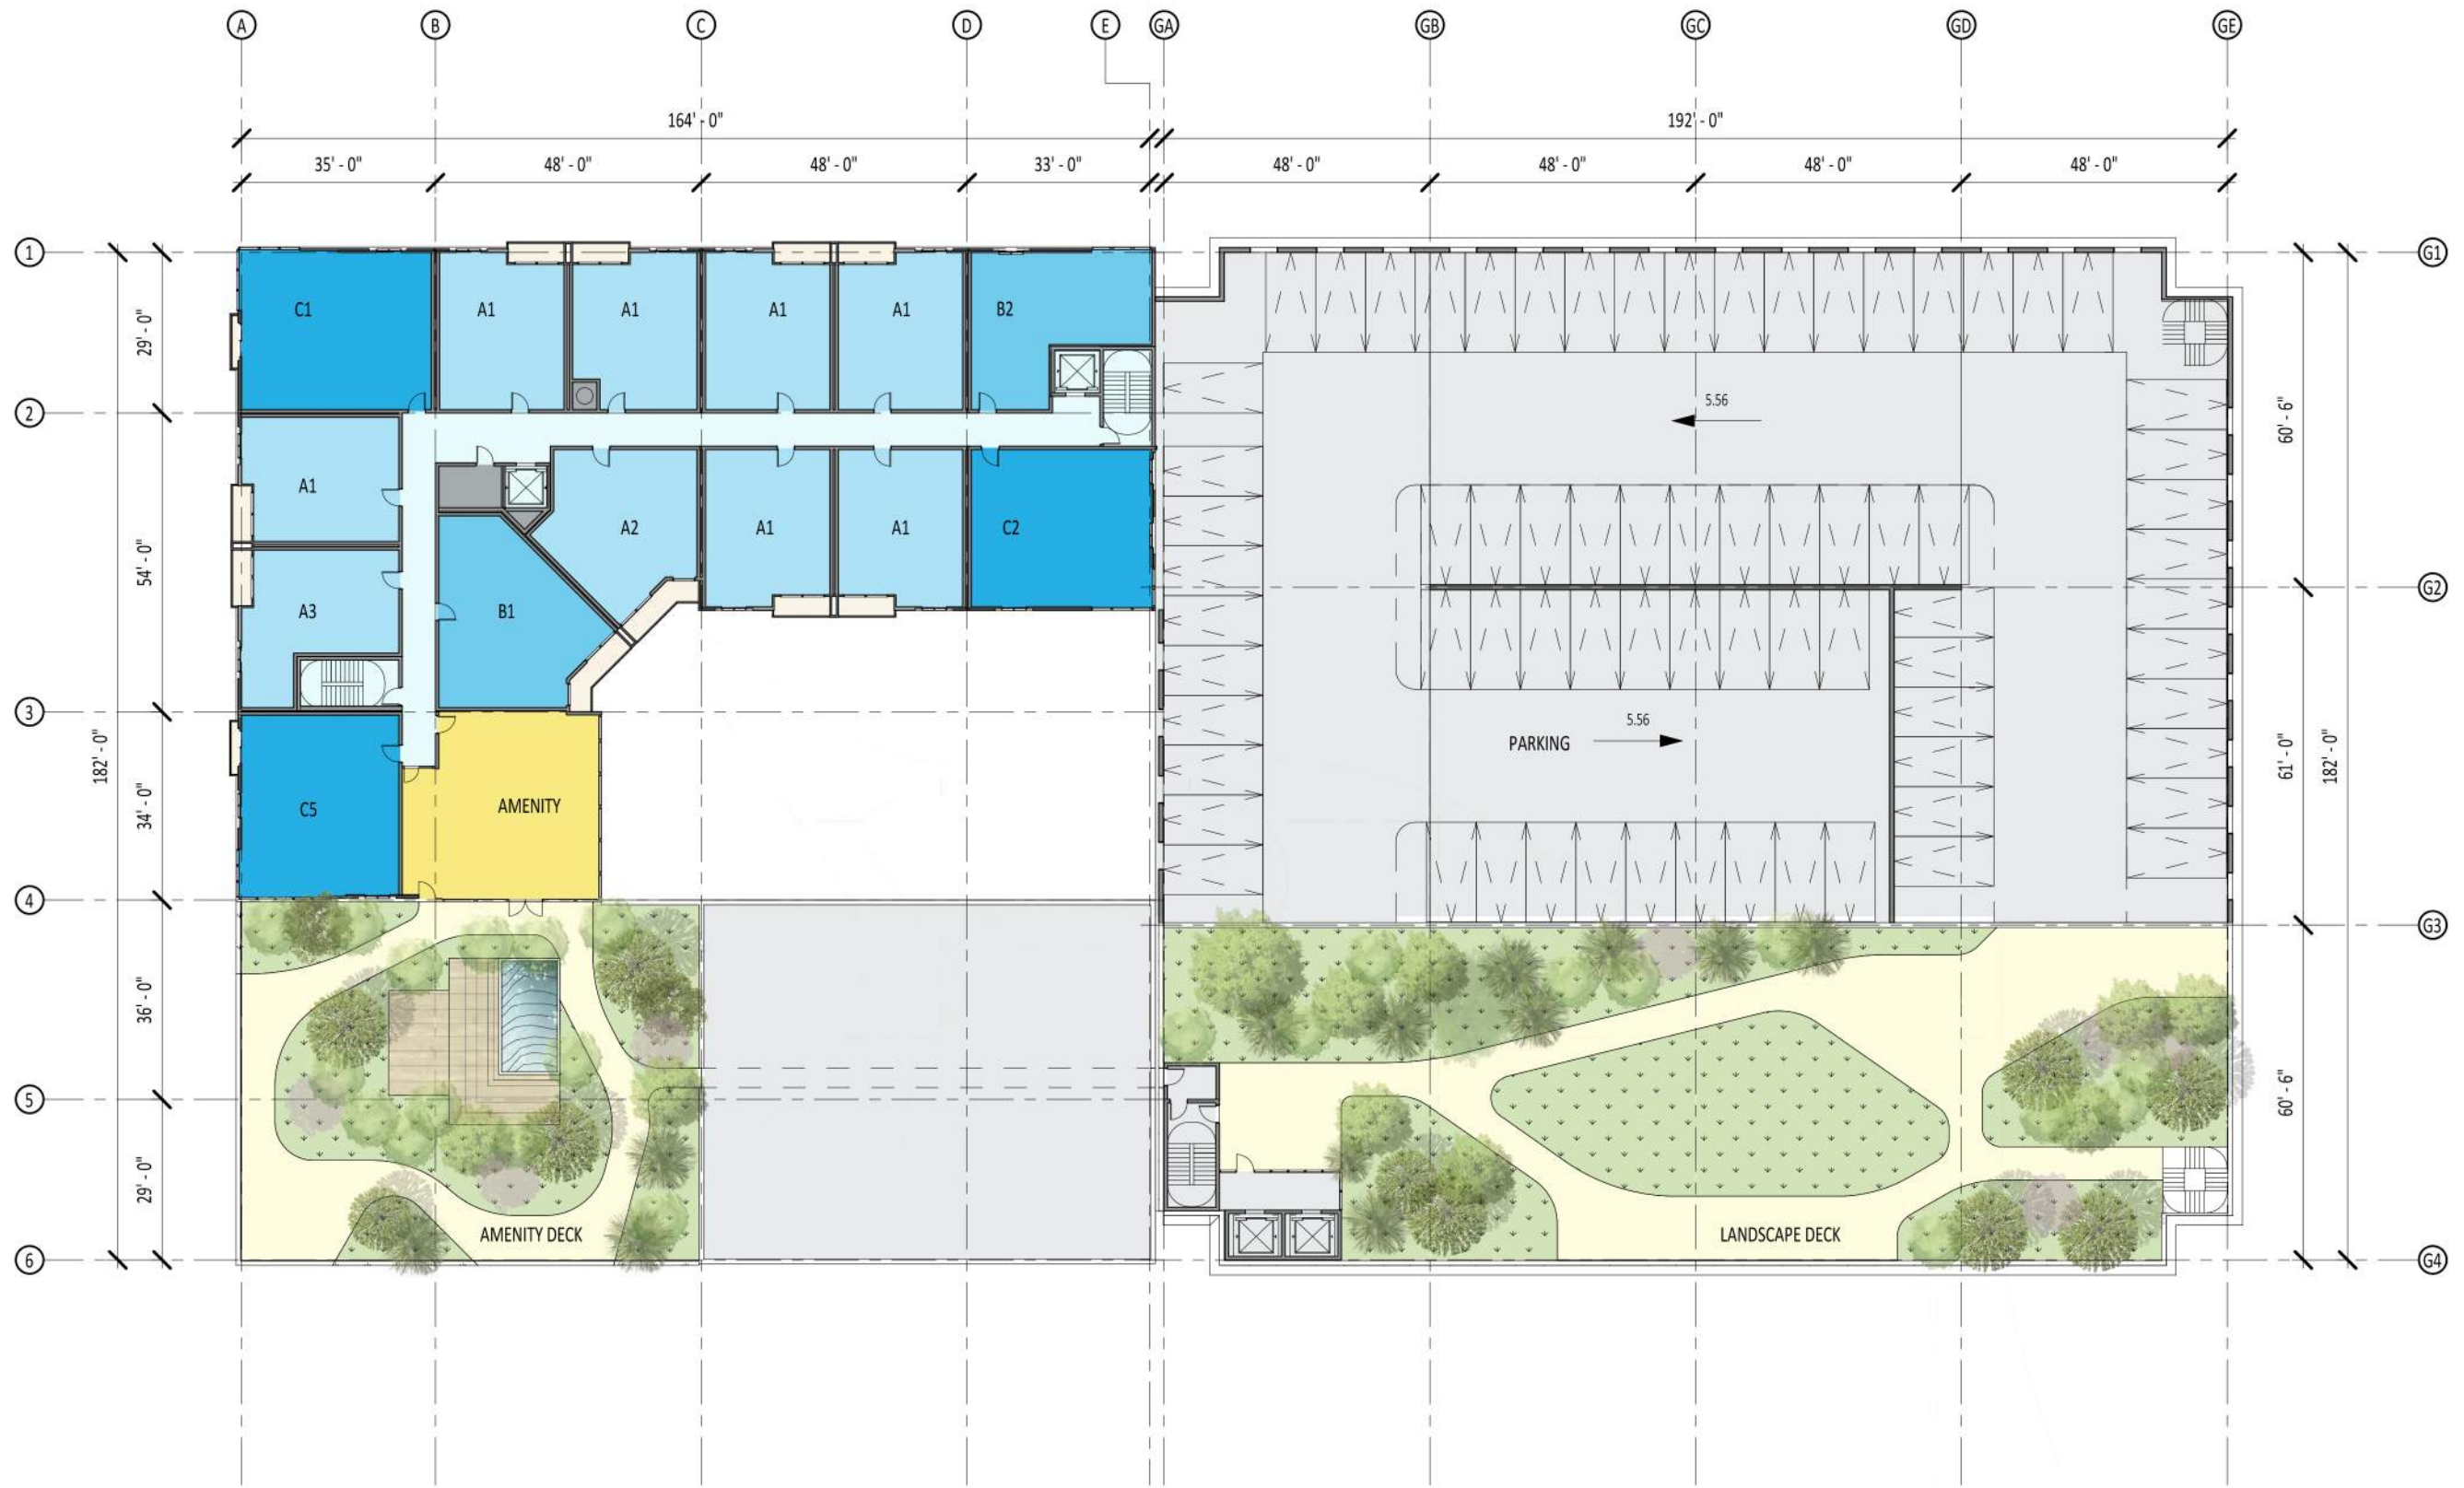 A B C D E GA GB GC GD GE
164' - 0" 192' - 0"
35' - 0" 48' - 0" 48' - 0" 33' - 0" 48' - 0" 48' - 0" 48' - 0" 48' - 0"
1 G1
C1 A1 A1 A1 A1 B2
29' - 0"
2
5.56
60' - 6"
A1
A2 A1 A1 C2
54' - 0"
G2
A3 B1
3
5.56
PARKING
182' - 0" 61' - 0" 182' - 0"
34' - 0"
C5 AMENITY
4
G3
36' - 0"
5
60' - 6"
29' - 0"
AMENITY DECK LANDSCAPE DECK
6 G4